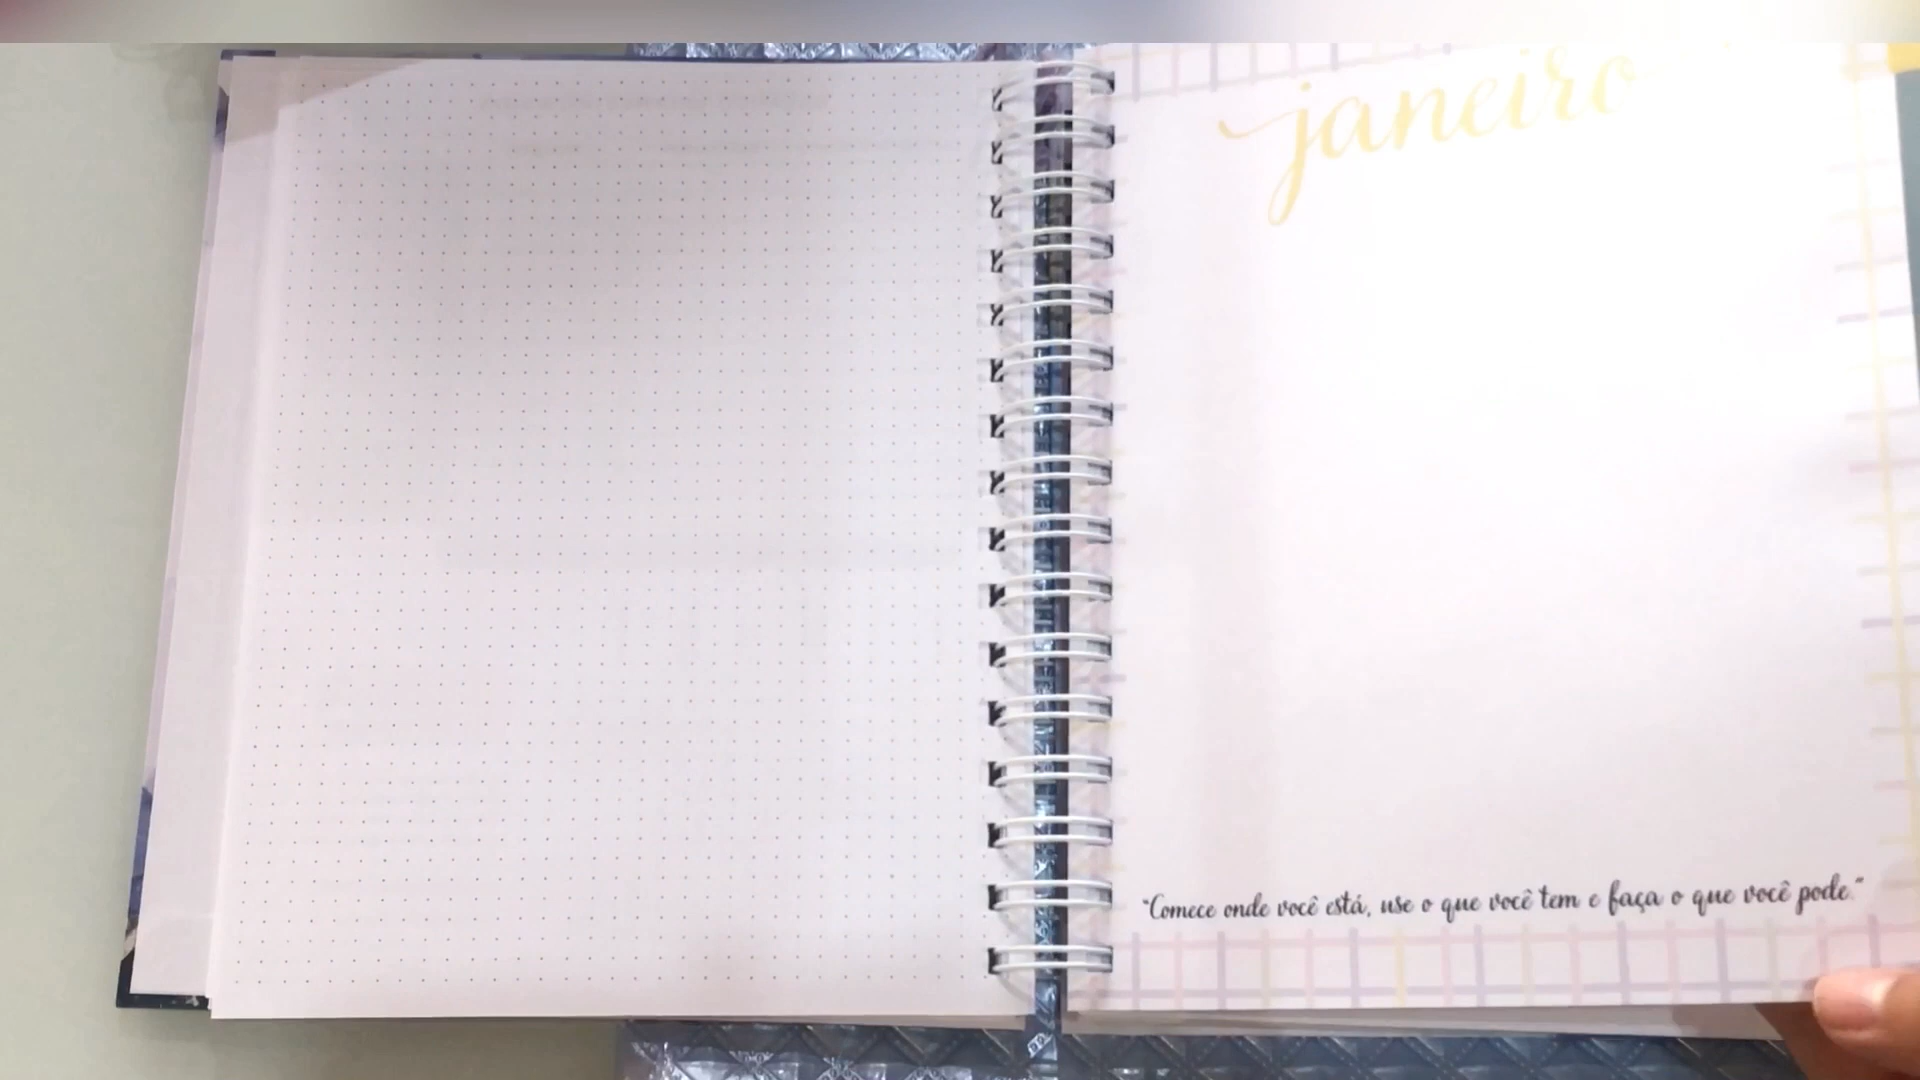 janeiro
"Comece onde você está, use o que você tem e faça o que você pode."